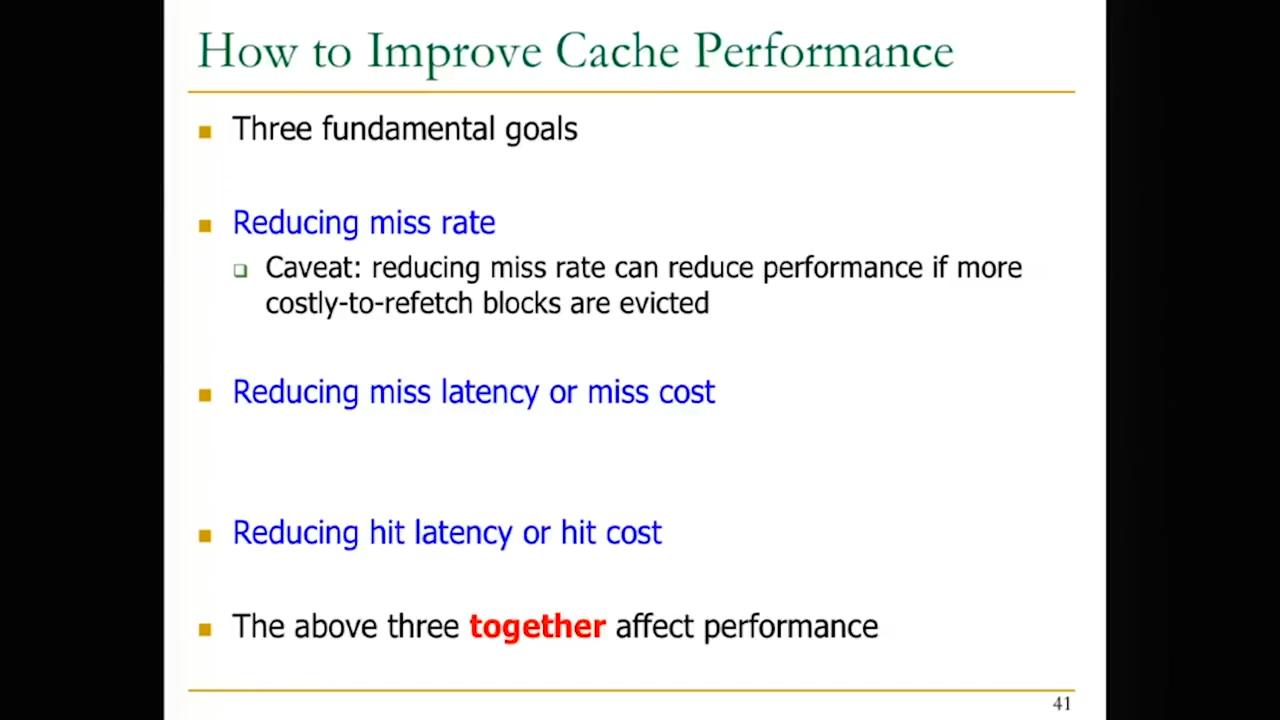 How to Improve Cache Performance
Three fundamental goals
Reducing miss rate
Caveat: reducing miss rate can reduce performance if more
costly-to-refetch blocks are evicted
Reducing miss latency or miss cost
Reducing hit latency or hit cost
The above three together affect performance
41